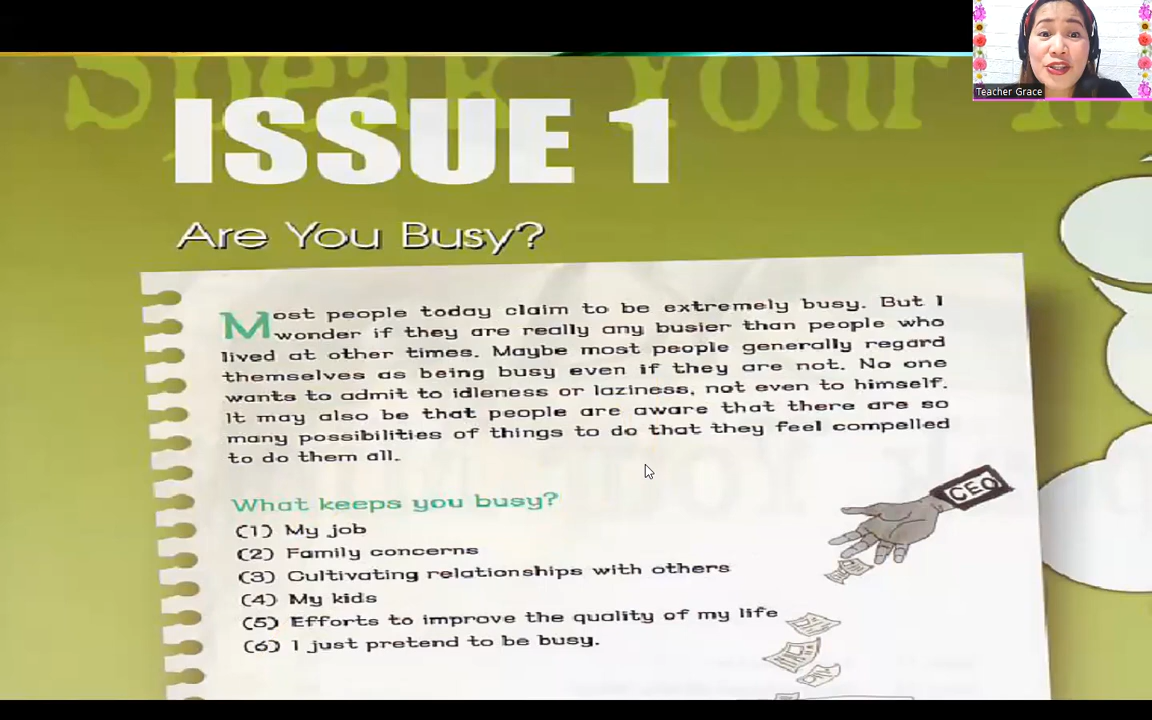 Speak Your M
ISSUE 1
Are You Busy?
Most people today claim to be extremely busy. But I
wonder if they are really any busier than people who
lived at other times. Maybe most people generally regard
themselves as being busy even if they are not. No one
wants to admit to idleness or laziness, not even to himself.
It may also be that people are aware that there are so
many possibilities of things to do that they feel compelled
to do them all.
What keeps you busy?
(1) My job
(2) Family concerns
(3) Cultivating relationships with others
(4) My kids
(5) Efforts to improve the quality of my life
(6) I just pretend to be busy.
CEO
Teacher Grace